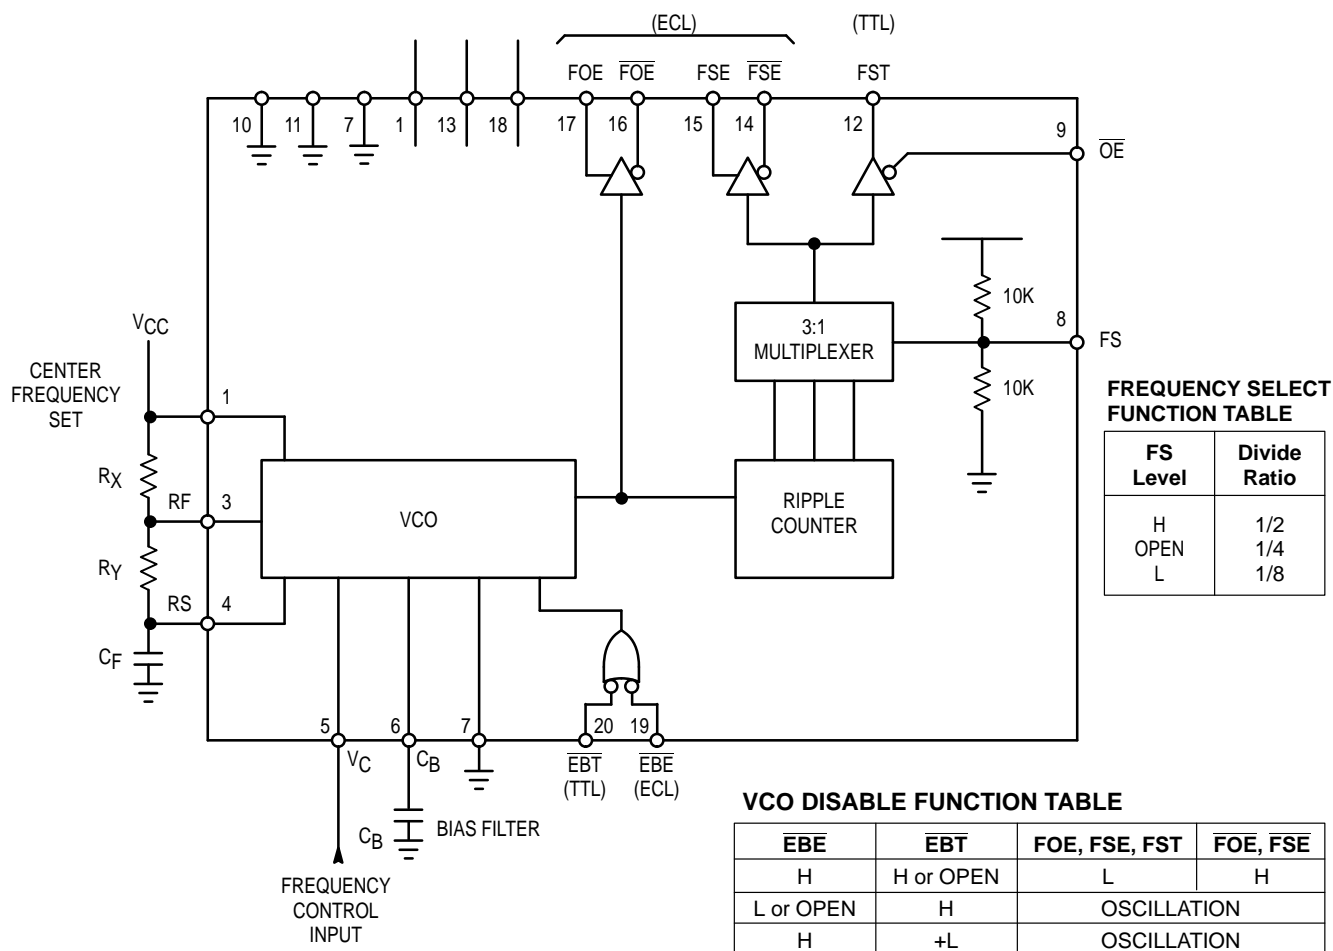 (ECL)
(TTL)
FOE
FOE
FSE
FSE
FST
10
11
7
1
13
18
17
16
15
14
12
9
OE
10K
8
FS
3:1
MULTIPLEXER
10K
VCC
CENTER
FREQUENCY
SET
1
RX
RF
3
VCO
RIPPLE
COUNTER
RY
RS
4
CF
FREQUENCY SELECT
FUNCTION TABLE
FS
Level
Divide
Ratio
H 1/2
OPEN 1/4
L 1/8
5
6
7
20
19
VC
CB
EBT
(TTL)
EBE
(ECL)
CB
BIAS FILTER
FREQUENCY
CONTROL
INPUT
VCO DISABLE FUNCTION TABLE
EBE EBT FOE, FSE, FST FOE, FSE
H H or OPEN L H
L or OPEN H OSCILLATION
H +L OSCILLATION